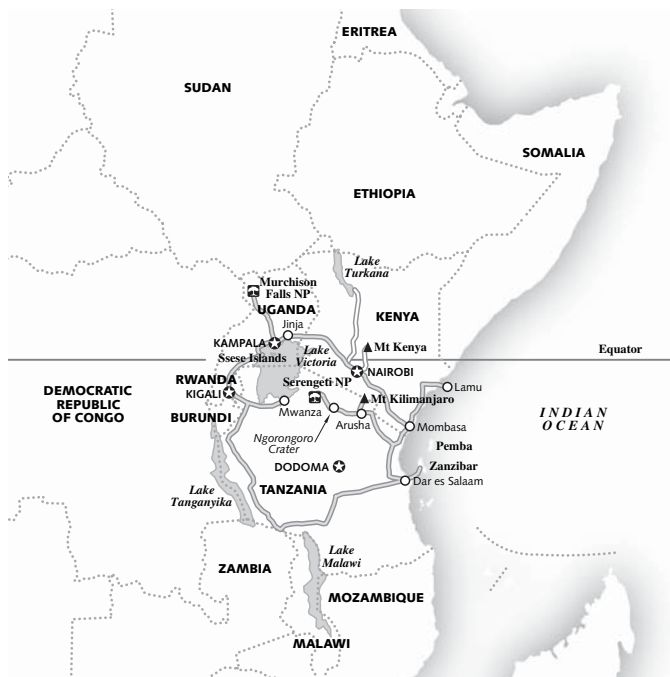 ERITREA
SUDAN
SOMALIA
ETHIOPIA
Lake
Turkana
Murchison
Falls NP
UGANDA
KENYA
Jinja
KAMPALA
Mt Kenya
Ssese Islands
Lake
Victoria
Equator
NAIROBI
RWANDA
Serengeti NP
KIGALI
Lamu
DEMOCRATIC
REPUBLIC
OF CONGO
Mt Kilimanjaro
BURUNDI
Mwanza
Arusha
INDIAN
OCEAN
Mombasa
Ngorongoro
Crater
Pemba
DODOMA
Zanzibar
Dar es Salaam
Lake
Tanganyika
TANZANIA
Lake
Malawi
ZAMBIA
MOZAMBIQUE
MALAWI